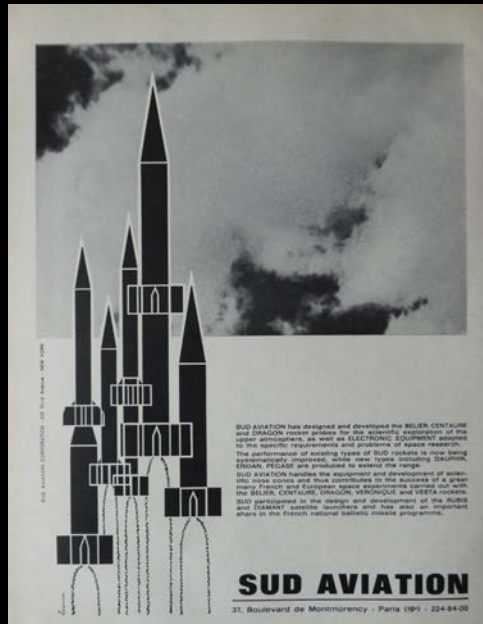 SUD AVIATION CORPORATION - NEW YORK
SUD AVIATION has designed and developed the BELIER, CENTAURE
and DRAGON rocket probes for the scientific exploration of the
upper atmosphere, as well as ELECTRONIC EQUIPMENT adapted
to the specific requirements and problems of space research.
The performance of existing types of SUD rockets is now being
systematically improved, while new types including DAUPHIN,
ERIDAN, PEGASE are produced to extend the range.
SUD AVIATION handles the equipment and development of scien-
tific nose cones and thus contributes to the success of a great
many French and European space experiments carried out with
the BELIER, CENTAURE, DRAGON, VERONIQUE and VESTA rockets.
SUD participated in the design and development of the RUBIS
and DIAMANT satellite launchers and has also an important
share in the French national ballistic missile programme.
SUD AVIATION
37, Boulevard de Montmorency - Paris (16e) - 224-84-00